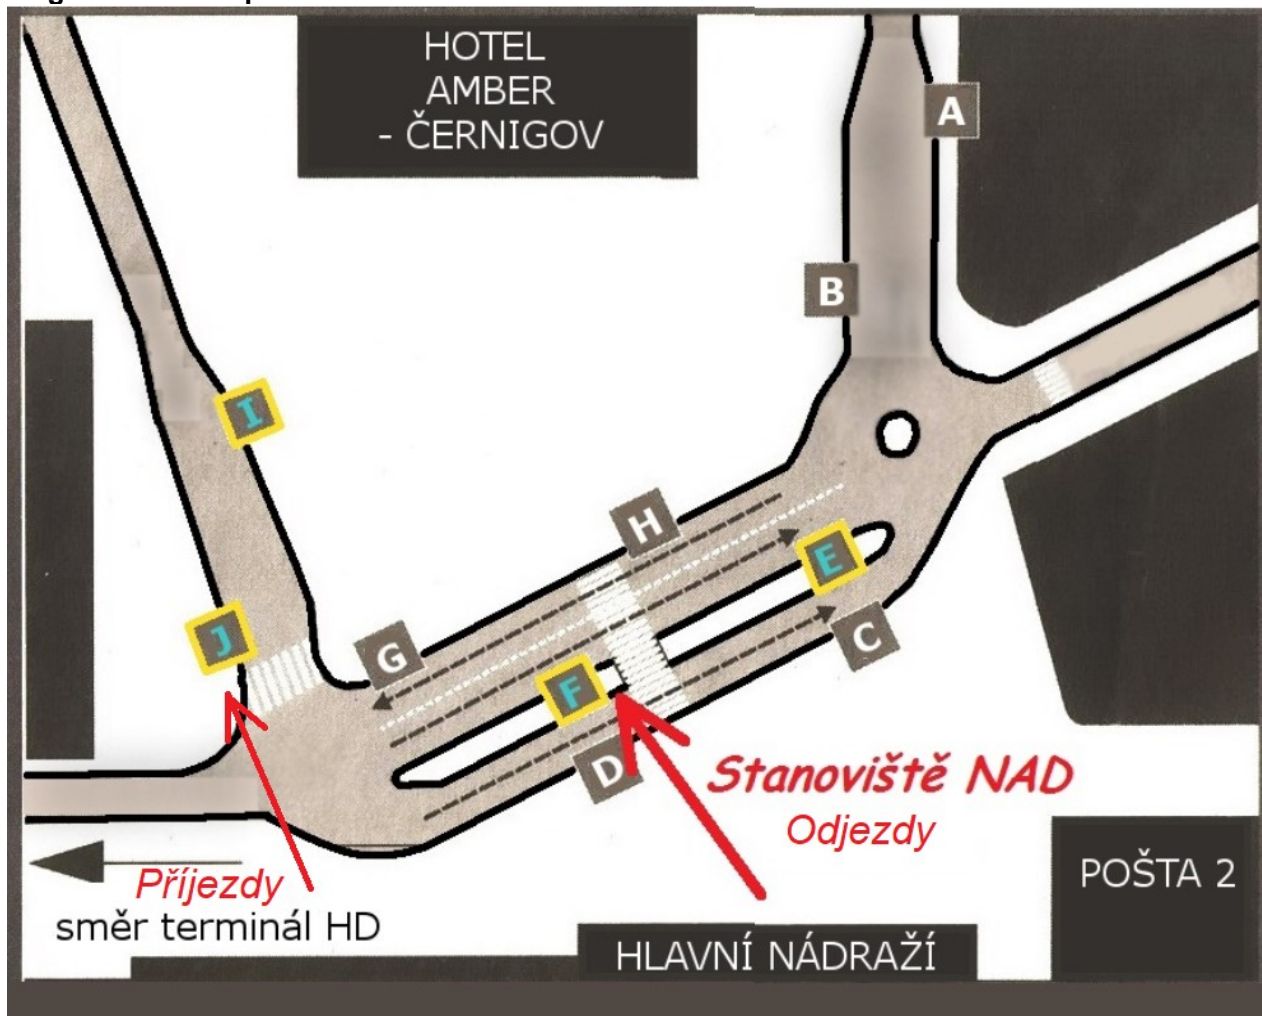 HOTEL
AMBER
- ČERNIGOV
A
B
I
H
E
J
G
C
F
D
Stanoviště NAD
Odjezdy
Příjezdy
POŠTA 2
směr terminál HD
HLAVNÍ NÁDRAŽÍ